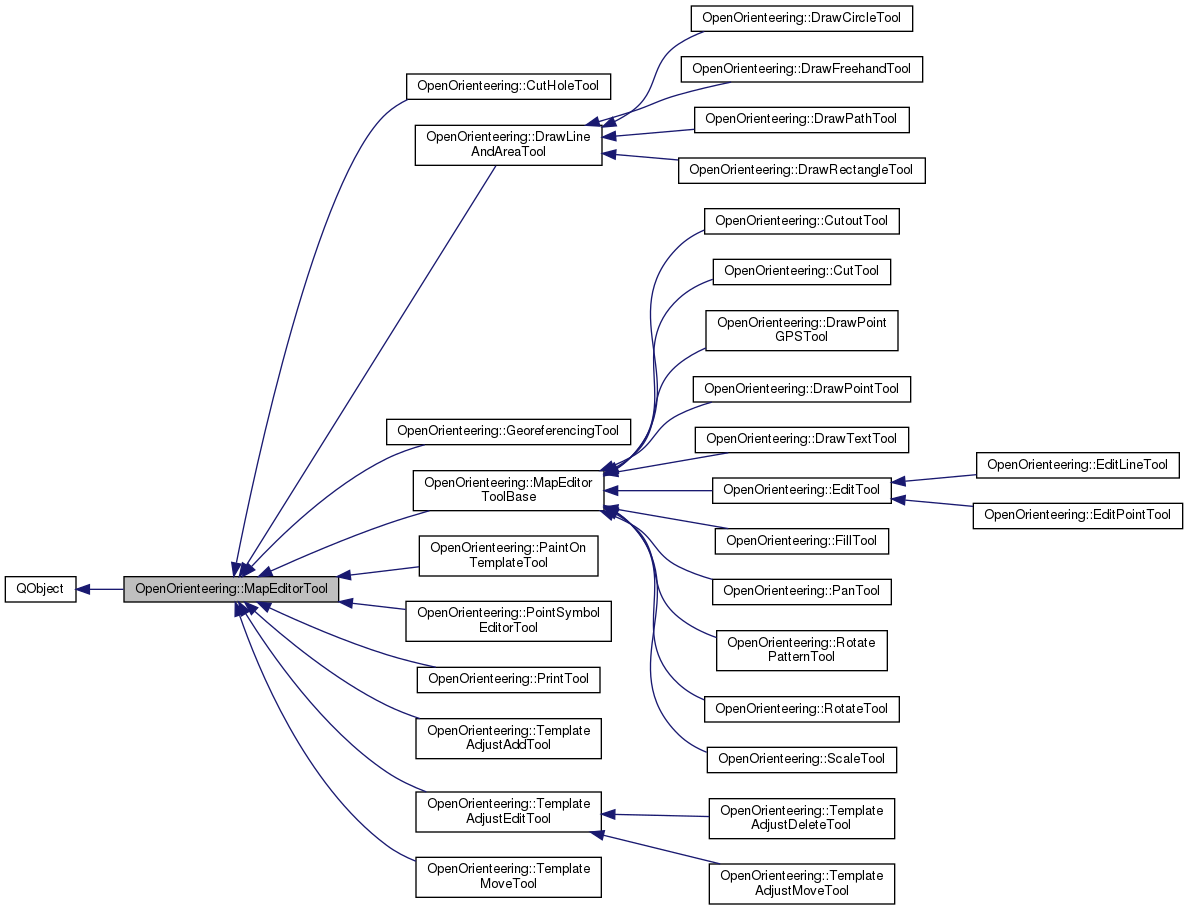 OpenOrienteering::DrawCircleTool
OpenOrienteering::DrawFreehandTool
OpenOrienteering::CutHoleTool
OpenOrienteering::DrawPathTool
OpenOrienteering::DrawLine
AndAreaTool
OpenOrienteering::DrawRectangleTool
OpenOrienteering::CutoutTool
OpenOrienteering::CutTool
OpenOrienteering::DrawPoint
GPSTool
OpenOrienteering::DrawPointTool
OpenOrienteering::GeoreferencingTool
OpenOrienteering::DrawTextTool
OpenOrienteering::EditLineTool
OpenOrienteering::MapEditor
ToolBase
OpenOrienteering::EditTool
OpenOrienteering::EditPointTool
OpenOrienteering::FillTool
OpenOrienteering::PaintOn
TemplateTool
QObject
OpenOrienteering::MapEditorTool
OpenOrienteering::PanTool
OpenOrienteering::PointSymbol
EditorTool
OpenOrienteering::Rotate
PatternTool
OpenOrienteering::PrintTool
OpenOrienteering::RotateTool
OpenOrienteering::Template
AdjustAddTool
OpenOrienteering::ScaleTool
OpenOrienteering::Template
AdjustEditTool
OpenOrienteering::Template
AdjustDeleteTool
OpenOrienteering::Template
MoveTool
OpenOrienteering::Template
AdjustMoveTool